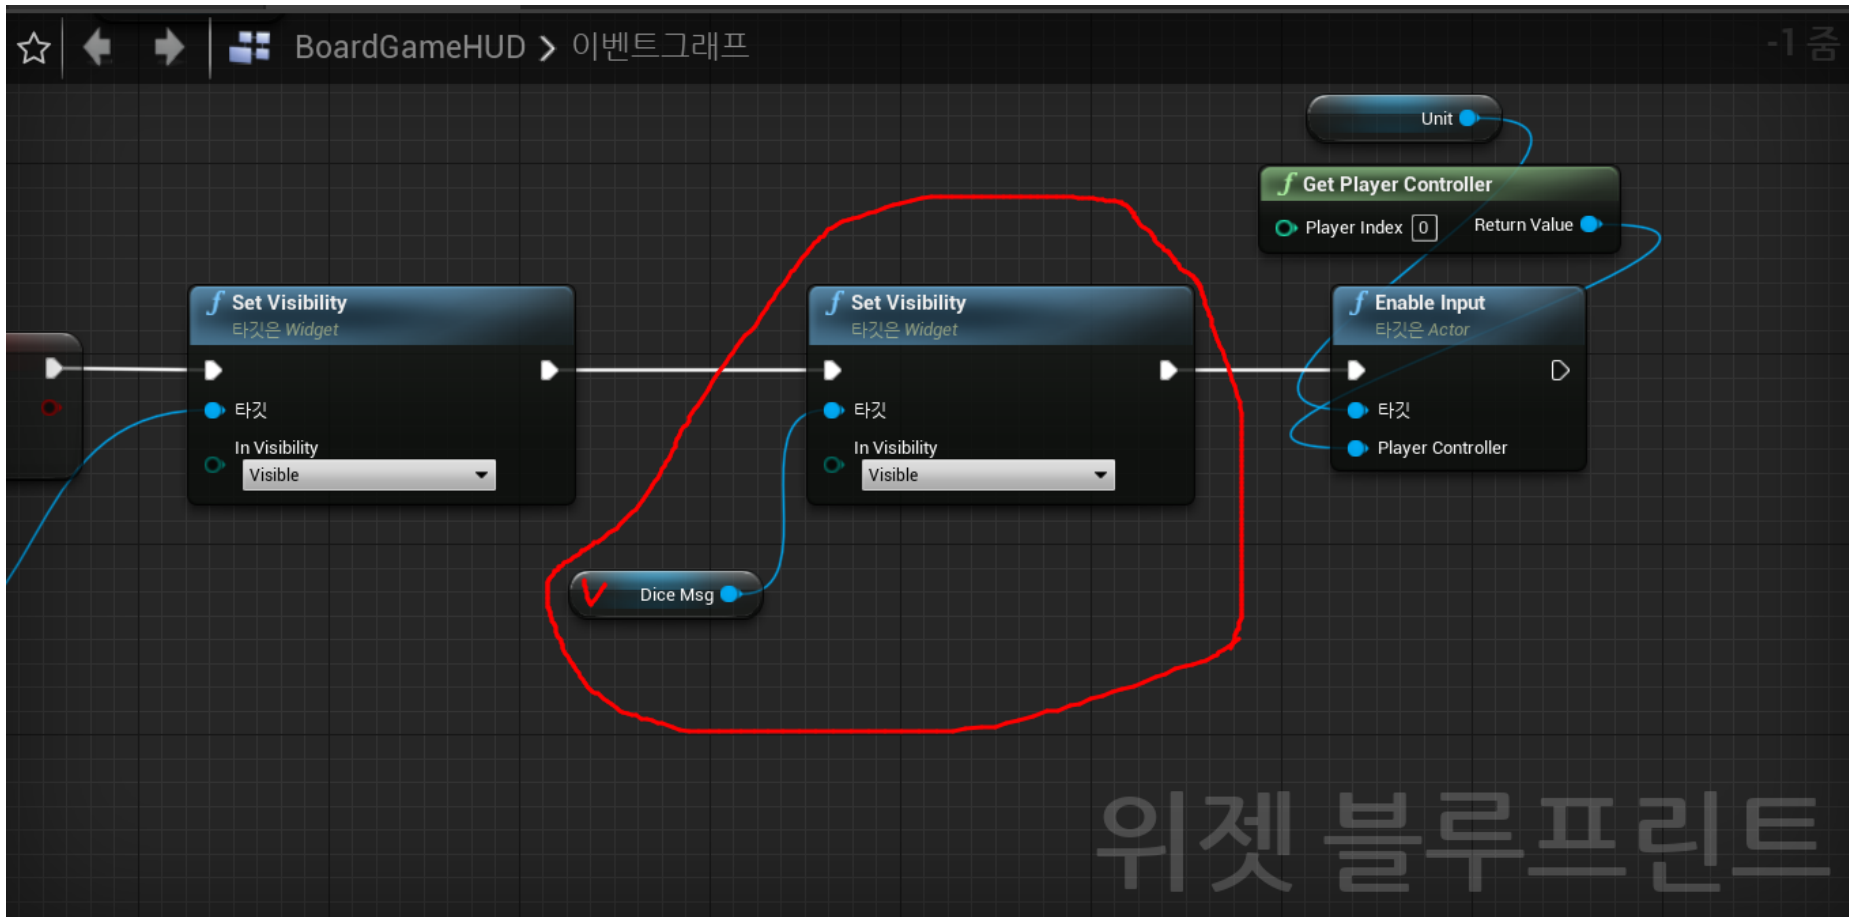 BoardGameHUD > 이벤트그래프
-1 줌
Unit
f Get Player Controller
Player Index 0
Return Value
f Set Visibility
타깃은 Widget
타깃
In Visibility
Visible
f Set Visibility
타깃은 Widget
타깃
In Visibility
Visible
f Enable Input
타깃은 Actor
타깃
Player Controller
V Dice Msg
위젯 블루프린트